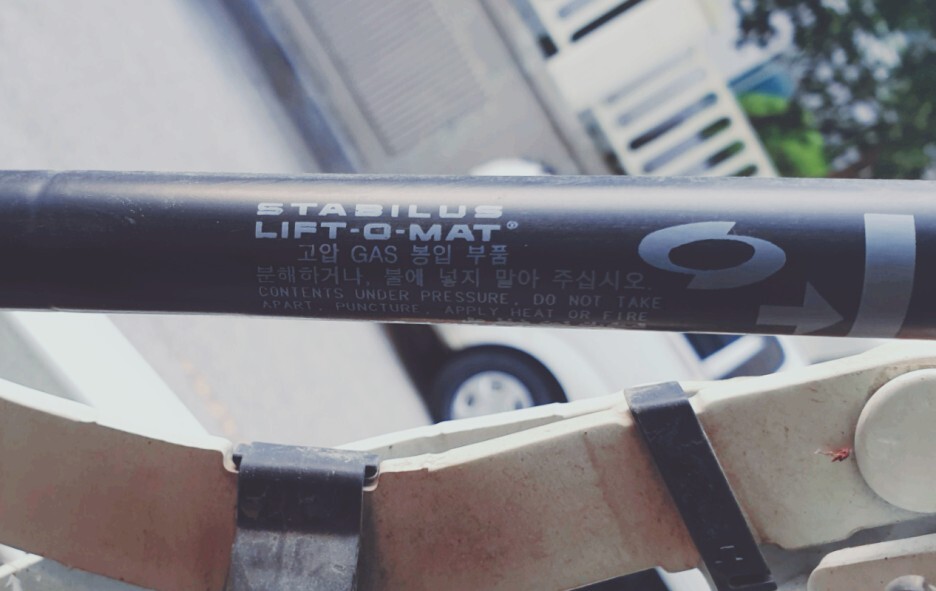 STABILUS
LIFT-O-MAT®
고압 GAS 봉입 부품
분해하거나, 불에 넣지 말아 주십시오.
CONTENTS UNDER PRESSURE, DO NOT TAKE
APART, PUNCTURE, APPLY HEAT OR FIRE